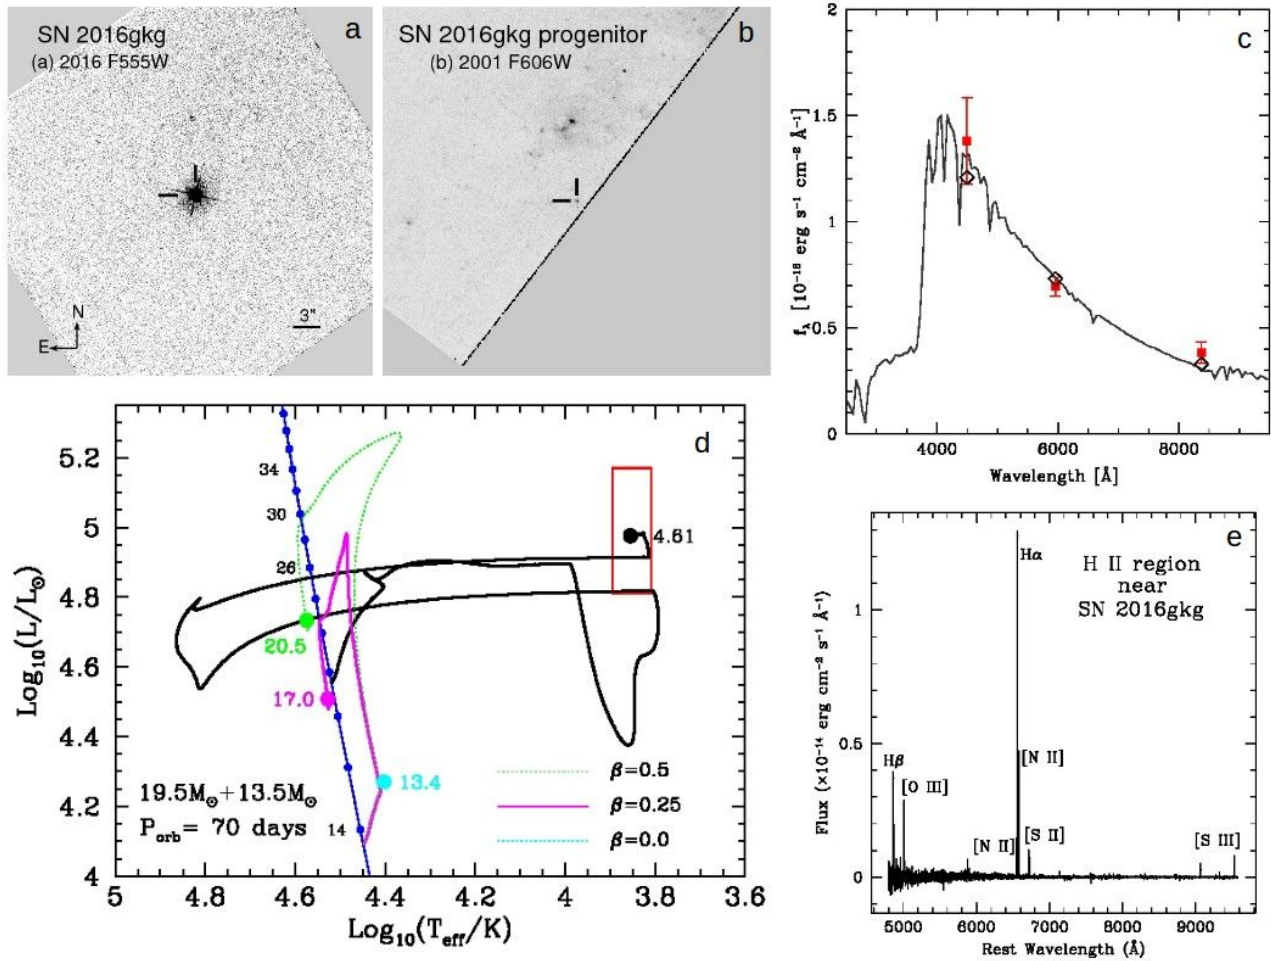 SN 2016gkg
a
(a) 2016 F555W
N
E
3"
SN 2016gkg progenitor
b
(b) 2001 F606W
c
2
1.5
1
0.5
0
f_λ [10⁻¹⁸ erg s⁻¹ cm⁻² Å⁻¹]
4000 6000 8000
Wavelength [Å]
d
5.2
5
4.8
4.6
4.4
4.2
4
Log₁₀(L/L☉)
34
30
26
14
4.61
20.5
17.0
13.4
19.5M☉+13.5M☉
P_orb= 70 days
β=0.5
β=0.25
β=0.0
5 4.8 4.6 4.4 4.2 4 3.8 3.6
Log₁₀(T_eff/K)
e
H II region
near
SN 2016gkg
1
0.5
0
Flux (×10⁻¹⁴ erg cm⁻² s⁻¹ Å⁻¹)
Hα
Hβ
[O III]
[N II]
[N II]
[S II]
[S III]
5000 6000 7000 8000 9000
Rest Wavelength (Å)